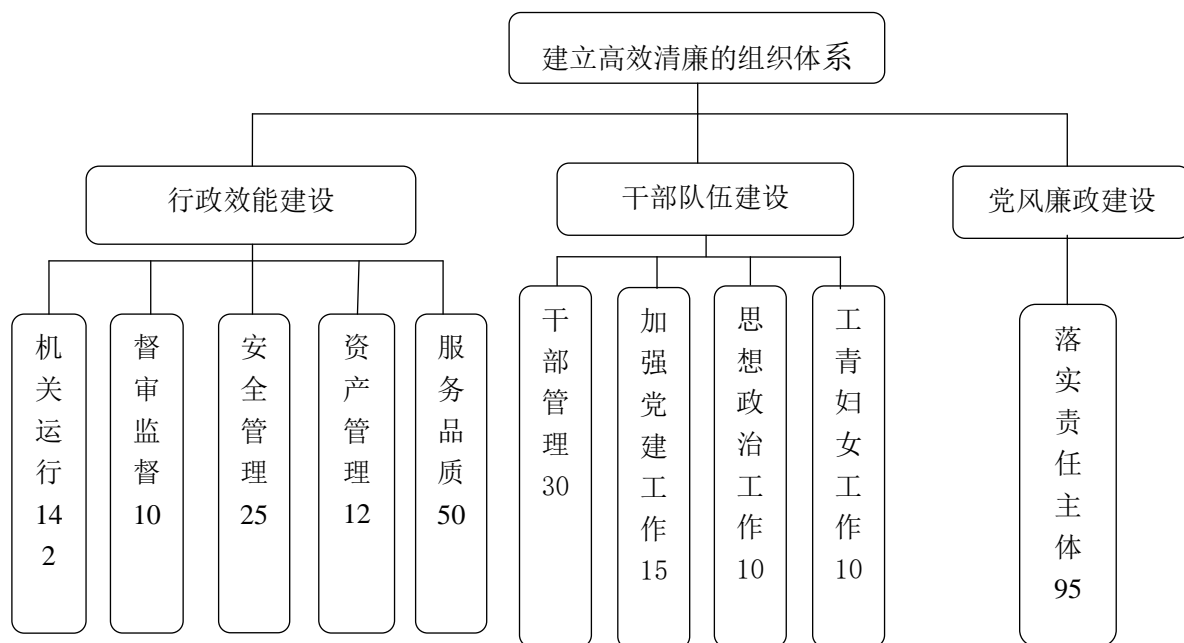 建立高效清廉的组织体系
行政效能建设
干部队伍建设
党风廉政建设
机关运行142
督审监督10
安全管理25
资产管理12
服务品质50
干部管理30
加强党建工作15
思想政治工作10
工青妇女工作10
落实责任主体95